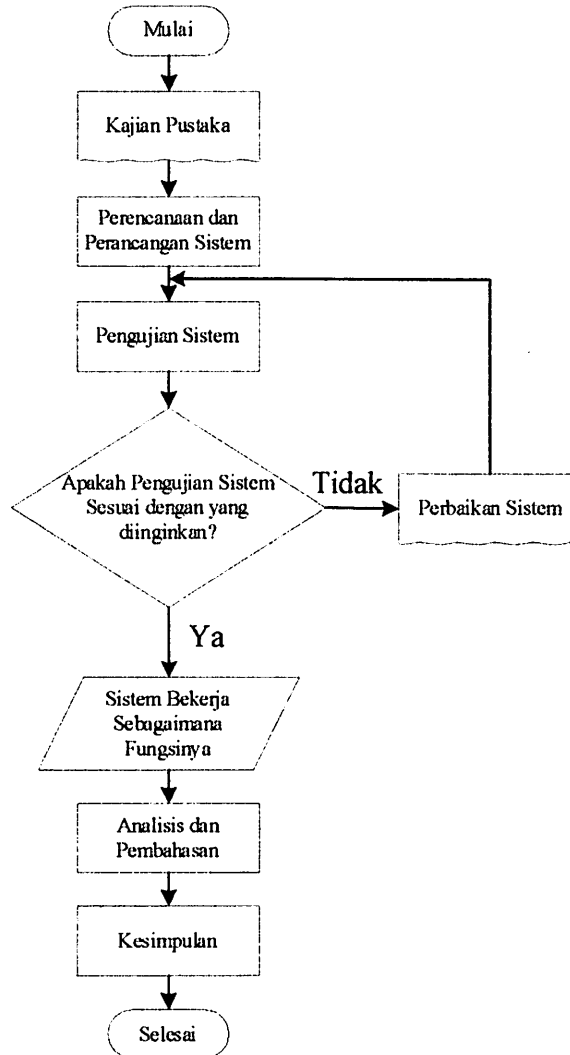 Mulai
Kajian Pustaka
Perencanaan dan
Perancangan Sistem
Pengujian Sistem
Apakah Pengujian Sistem
Sesuai dengan yang
diinginkan?
Tidak
Perbaikan Sistem
Ya
Sistem Bekerja
Sebagaimana
Fungsinya
Analisis dan
Pembahasan
Kesimpulan
Selesai